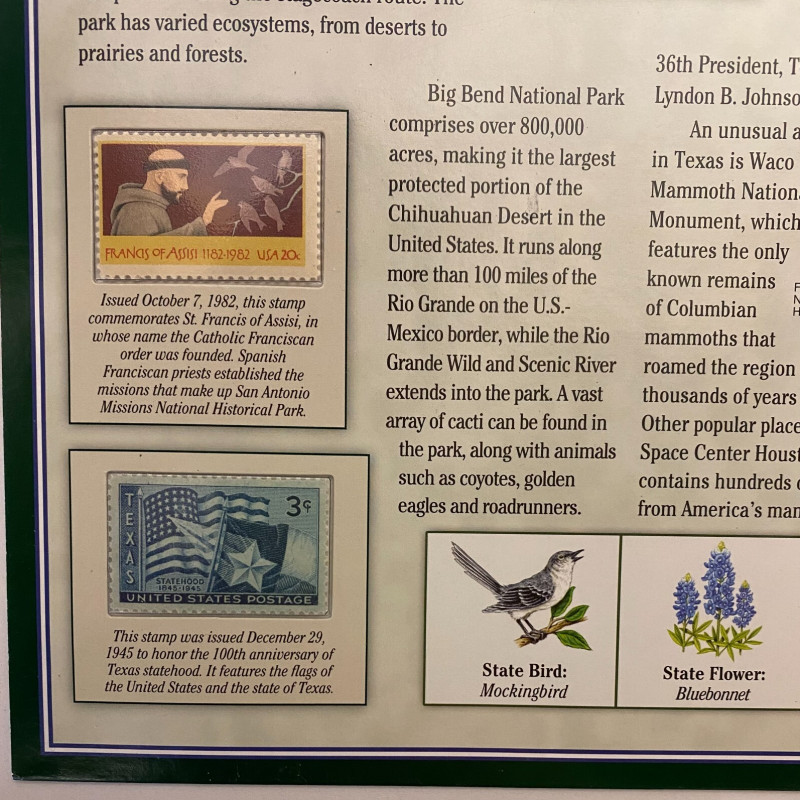 park has varied ecosystems, from deserts to
prairies and forests.
FRANCIS OF ASSISI 1182-1982 USA 20c
Issued October 7, 1982, this stamp
commemorates St. Francis of Assisi, in
whose name the Catholic Franciscan
order was founded. Spanish
Franciscan priests established the
missions that make up San Antonio
Missions National Historical Park.
TEXAS
3¢
STATEHOOD
1845-1945
UNITED STATES POSTAGE
This stamp was issued December 29,
1945 to honor the 100th anniversary of
Texas statehood. It features the flags of
the United States and the state of Texas.
Big Bend National Park
comprises over 800,000
acres, making it the largest
protected portion of the
Chihuahuan Desert in the
United States. It runs along
more than 100 miles of the
Rio Grande on the U.S.-
Mexico border, while the Rio
Grande Wild and Scenic River
extends into the park. A vast
array of cacti can be found in
the park, along with animals
such as coyotes, golden
eagles and roadrunners.
36th President, T
Lyndon B. Johnso
An unusual a
in Texas is Waco
Mammoth Nation
Monument, which
features the only
known remains
of Columbian
mammoths that
roamed the region
thousands of years
Other popular place
Space Center Houst
contains hundreds
from America's man
State Bird:
Mockingbird
State Flower:
Bluebonnet